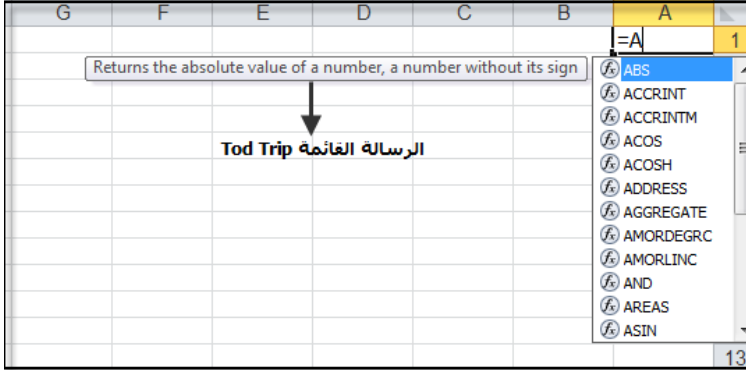 G F E D C B A
=A 1
Returns the absolute value of a number, a number without its sign
ABS
ACCRINT
ACCRINTM
ACOS
ACOSH
ADDRESS
AGGREGATE
AMORDEGRC
AMORLINC
AND
AREAS
ASIN
الرسالة القائمة Tod Trip
13